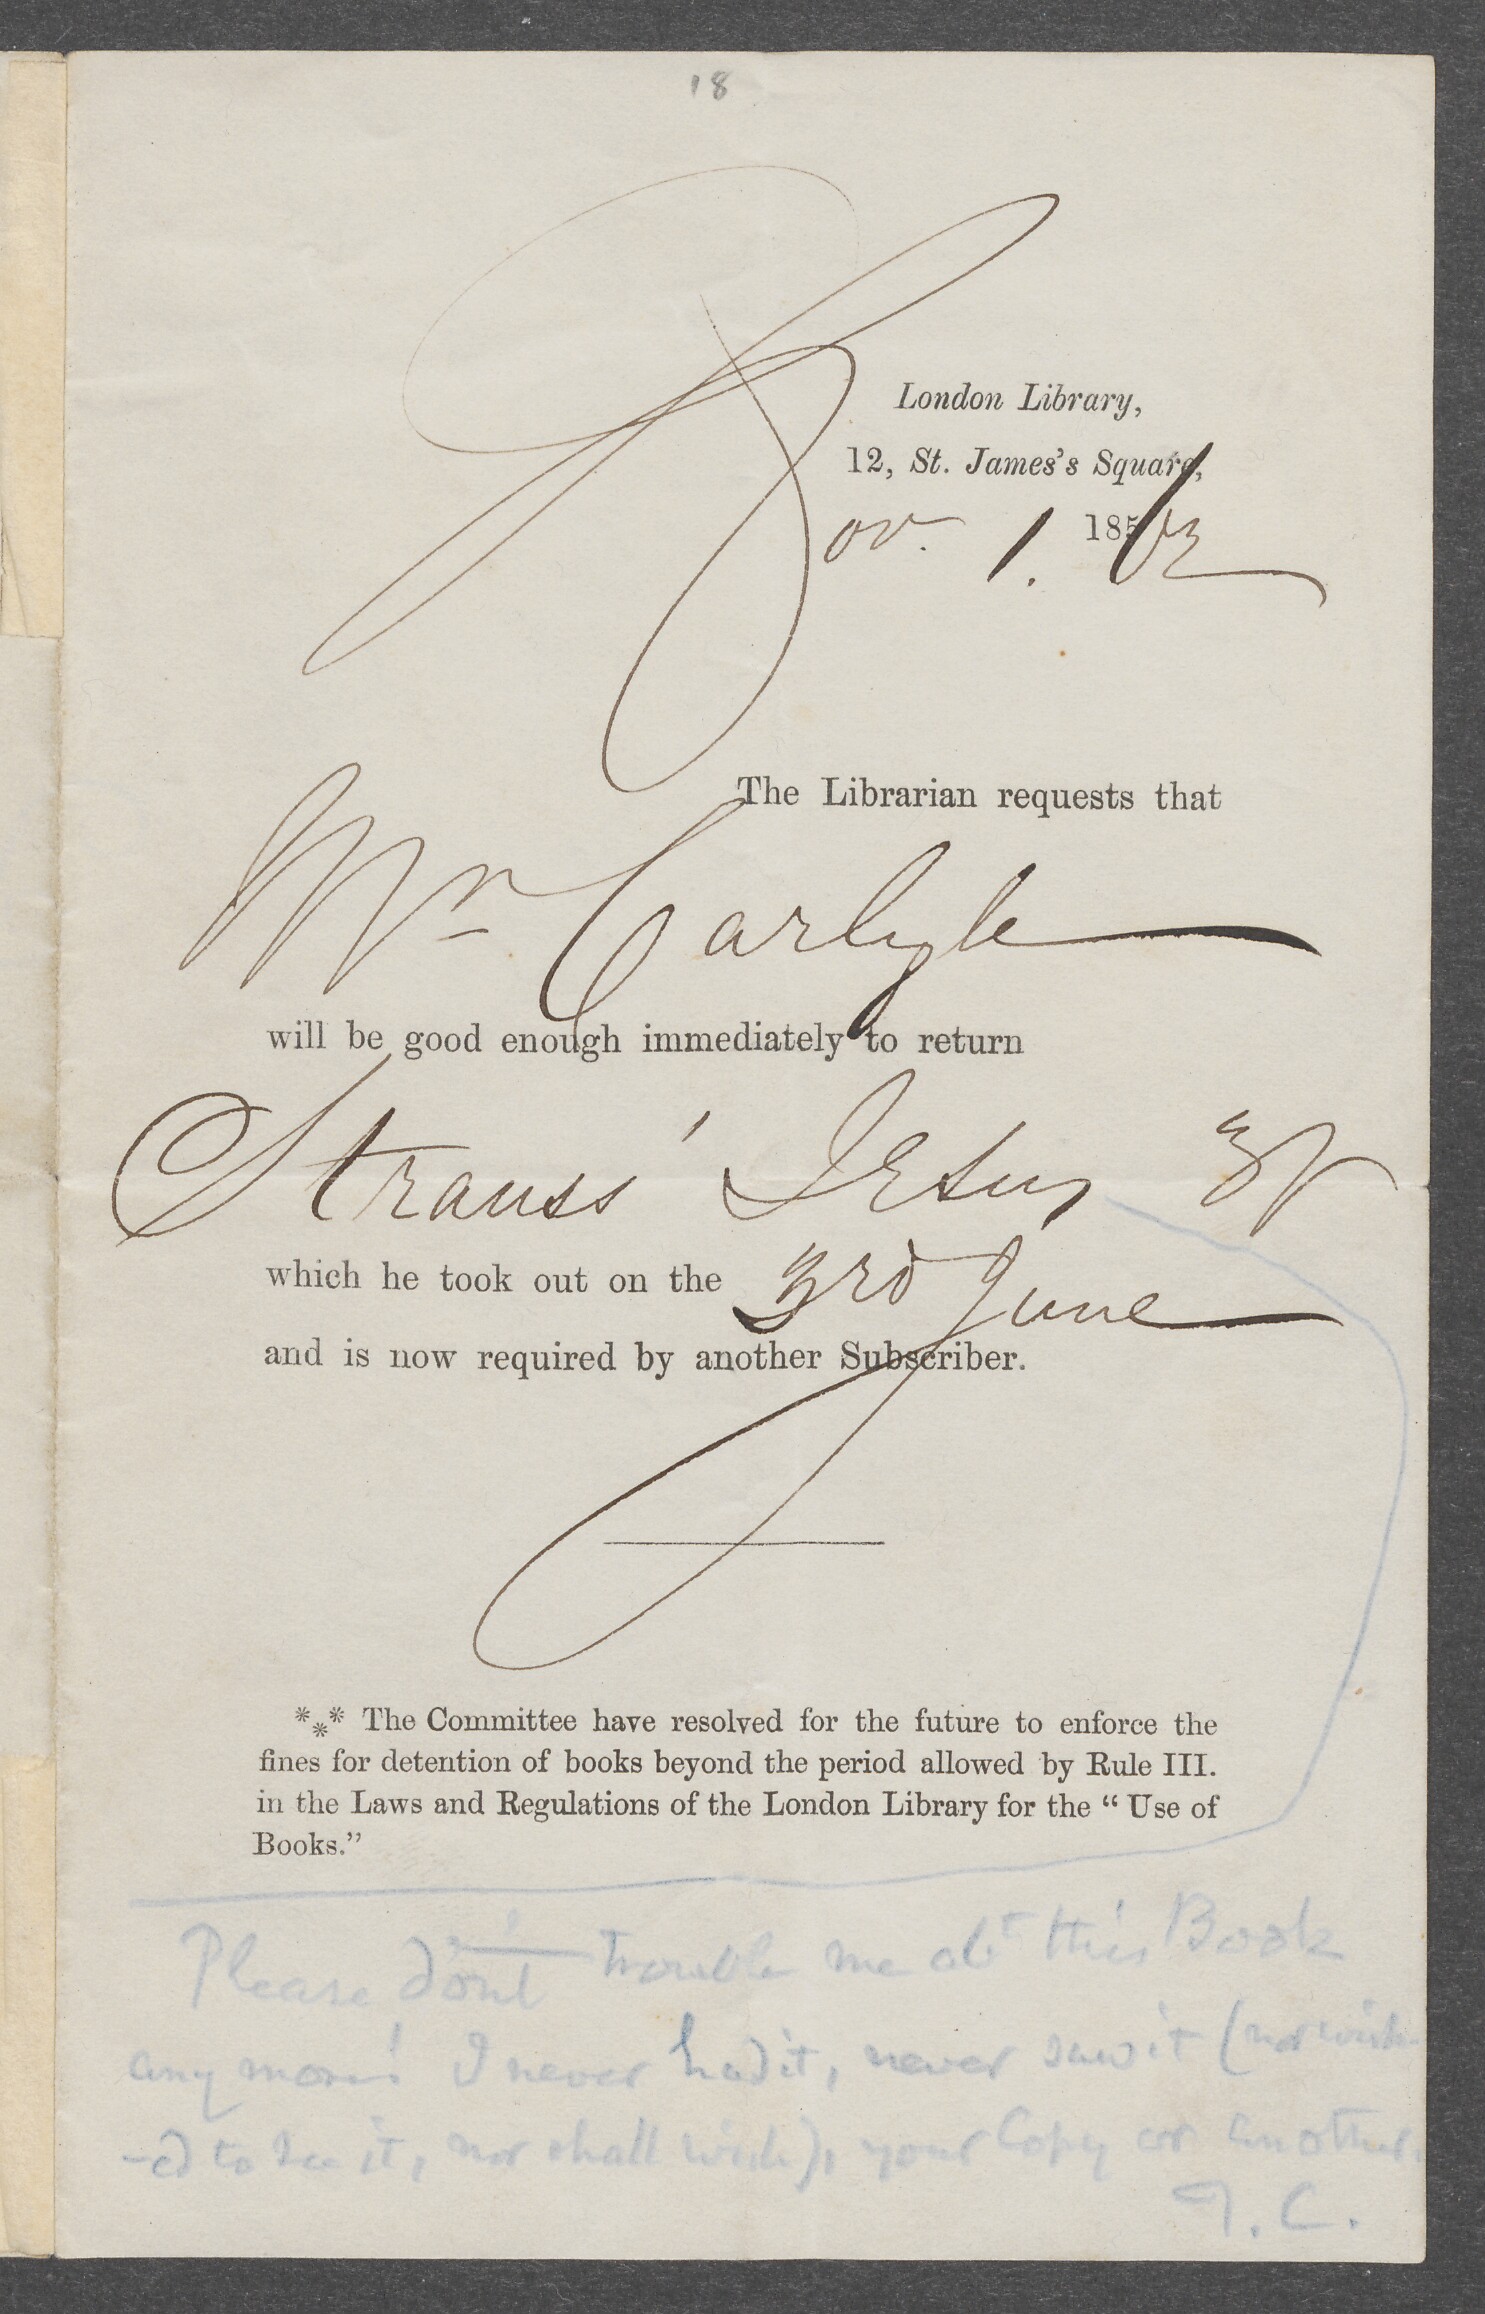 18
London Library,
12, St. James's Square,
Nov. 1. 1862
The Librarian requests that
Mr Carlyle
will be good enough immediately to return
Strauss' Jesus 3v
which he took out on the 3rd June
and is now required by another Subscriber.
*** The Committee have resolved for the future to enforce the
fines for detention of books beyond the period allowed by Rule III.
in the Laws and Regulations of the London Library for the “ Use of
Books.”
Please don't trouble me abt this Book
any more! I never had it, never saw it (nor wish-
-ed to see it, nor shall wish), your Copy or another.
T. C.